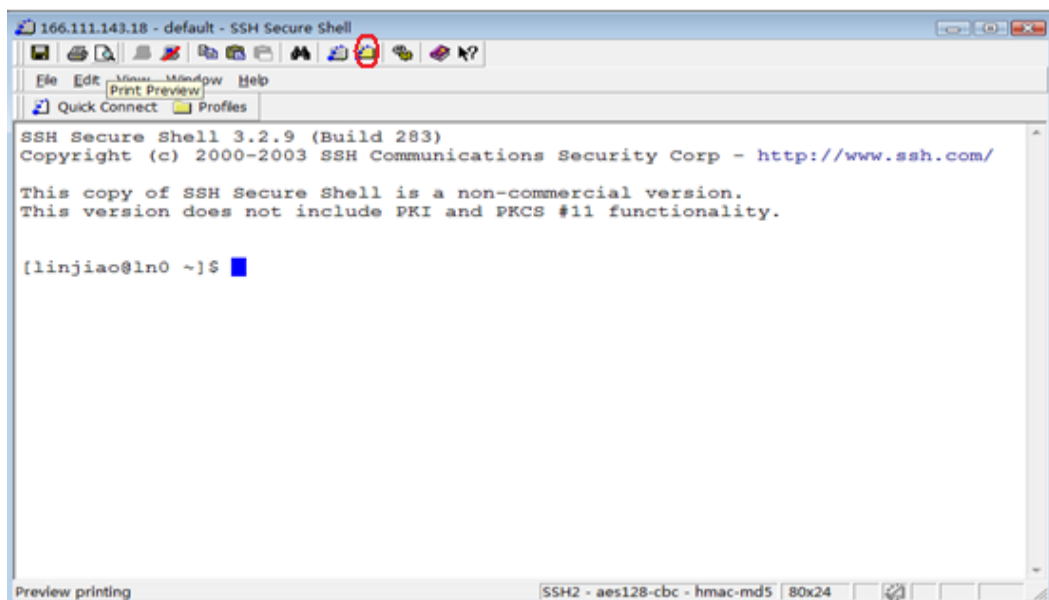 166.111.143.18 - default - SSH Secure Shell
File Edit View Window Help
Print Preview
Quick Connect Profiles
SSH Secure Shell 3.2.9 (Build 283)
Copyright (c) 2000-2003 SSH Communications Security Corp - http://www.ssh.com/
This copy of SSH Secure Shell is a non-commercial version.
This version does not include PKI and PKCS #11 functionality.
[linjiao@ln0 ~]$
Preview printing
SSH2 - aes128-cbc - hmac-md5 80x24